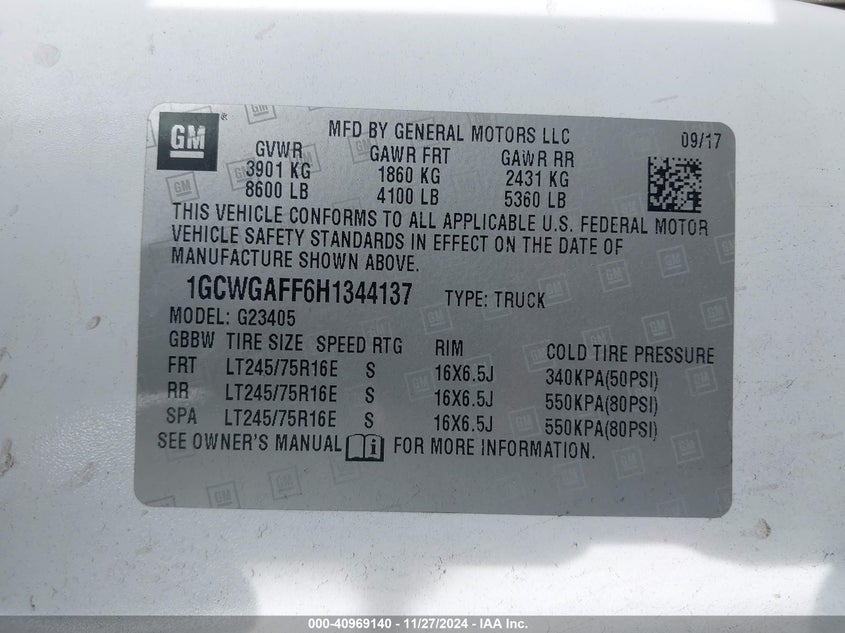 GM ®
MFD BY GENERAL MOTORS LLC 09/17
GVWR GAWR FRT GAWR RR
3901 KG 1860 KG 2431 KG
8600 LB 4100 LB 5360 LB
THIS VEHICLE CONFORMS TO ALL APPLICABLE U.S. FEDERAL MOTOR
VEHICLE SAFETY STANDARDS IN EFFECT ON THE DATE OF
MANUFACTURE SHOWN ABOVE.
1GCWGAFF6H1344137 TYPE: TRUCK
MODEL: G23405
GBBW TIRE SIZE SPEED RTG RIM COLD TIRE PRESSURE
FRT LT245/75R16E S 16X6.5J 340KPA(50PSI)
RR LT245/75R16E S 16X6.5J 550KPA(80PSI)
SPA LT245/75R16E S 16X6.5J 550KPA(80PSI)
SEE OWNER'S MANUAL i FOR MORE INFORMATION.
000-40969140 - 11/27/2024 - IAA Inc.